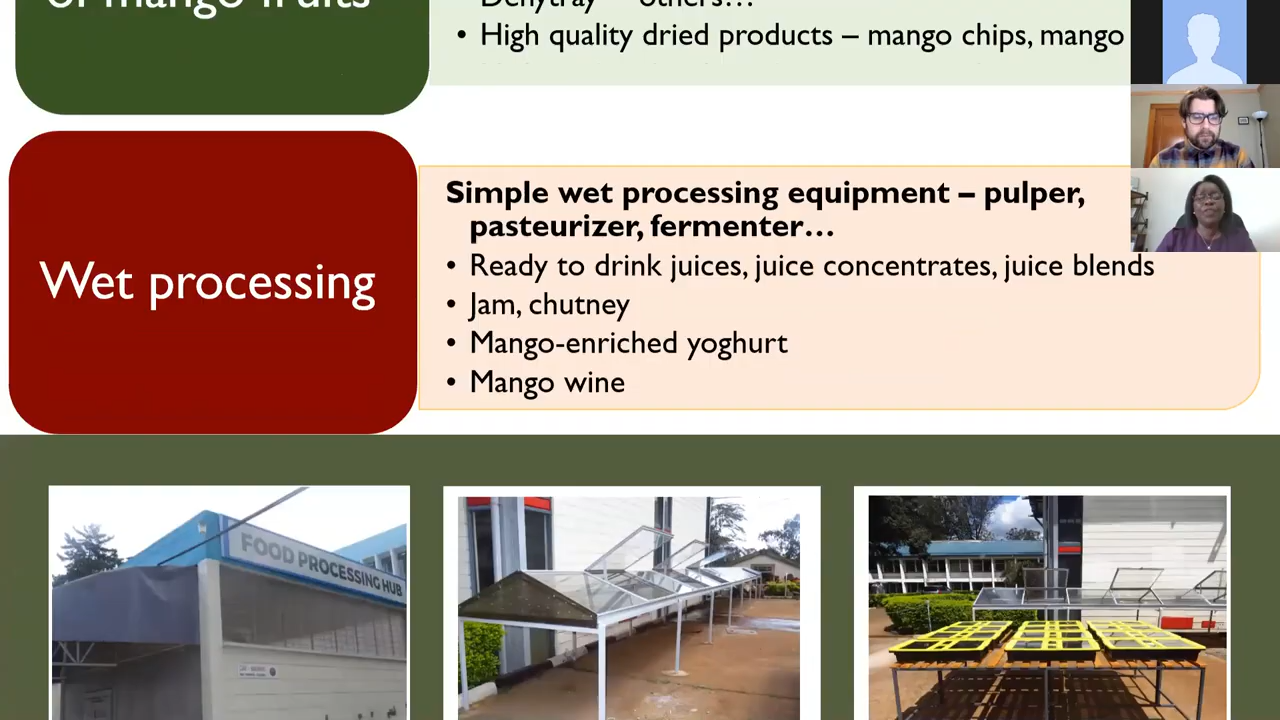 of mango fruits
Dehytray – others…
• High quality dried products – mango chips, mango
Wet processing
Simple wet processing equipment – pulper,
pasteurizer, fermenter…
• Ready to drink juices, juice concentrates, juice blends
• Jam, chutney
• Mango-enriched yoghurt
• Mango wine
FOOD PROCESSING HUB